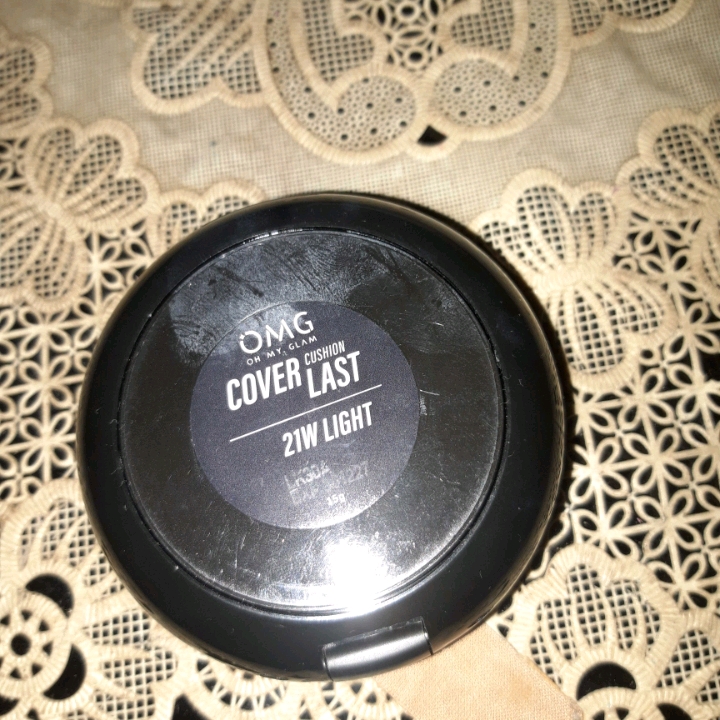 OMG
OH MY GLAM
CUSHION
COVER LAST
21W LIGHT
15g